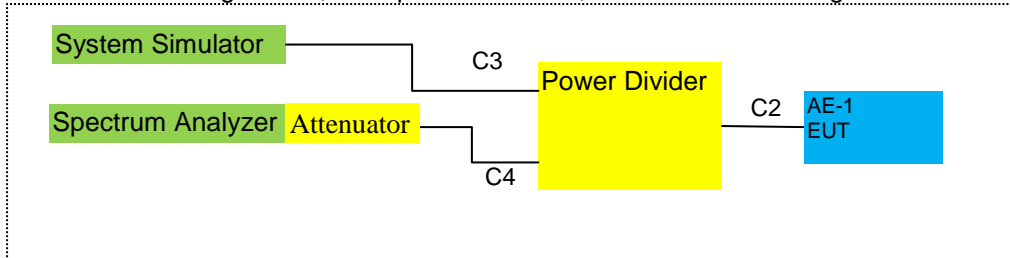 System Simulator
C3
Power Divider
Spectrum Analyzer Attenuator
C2
AE-1
EUT
C4